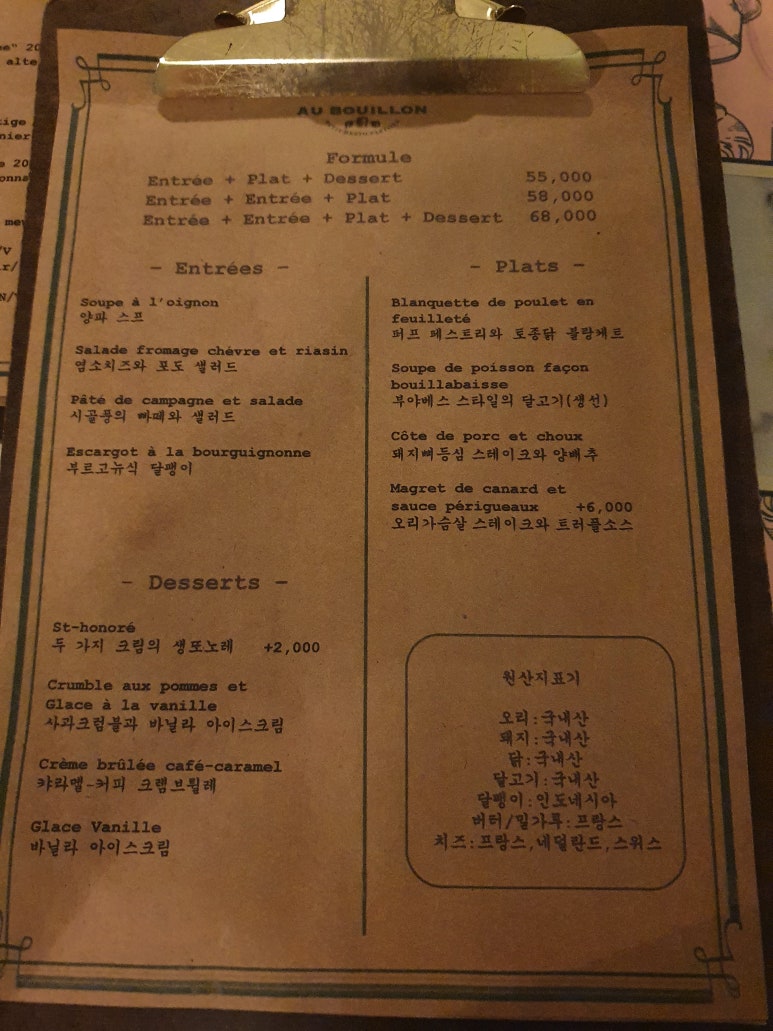 AU BOUILLON
Formule
Entrée + Plat + Dessert 55,000
Entrée + Entrée + Plat 58,000
Entrée + Entrée + Plat + Dessert 68,000
- Entrées -
Soupe à l'oignon
양파 스프
Salade fromage chévre et riasin
염소치즈와 포도 샐러드
Pâté de campagne et salade
시골풍의 빠떼와 샐러드
Escargot à la bourguignonne
부르고뉴식 달팽이
- Desserts -
St-honoré
두 가지 크림의 생또노레 +2,000
Crumble aux pommes et
Glace à la vanille
사과크럼블과 바닐라 아이스크림
Crème brûlée café-caramel
캬라멜-커피 크램브륄레
Glace Vanille
바닐라 아이스크림
- Plats -
Blanquette de poulet en
feuilleté
퍼프 페스트리와 토종닭 블랑케트
Soupe de poisson façon
bouillabaisse
부야베스 스타일의 달고기(생선)
Côte de porc et choux
돼지뼈등심 스테이크와 양배추
Magret de canard et
sauce périgueaux +6,000
오리가슴살 스테이크와 트러플소스
원산지표기
오리:국내산
돼지:국내산
닭:국내산
달고기:국내산
달팽이:인도네시아
버터/밀가루:프랑스
치즈:프랑스,네덜란드,스위스